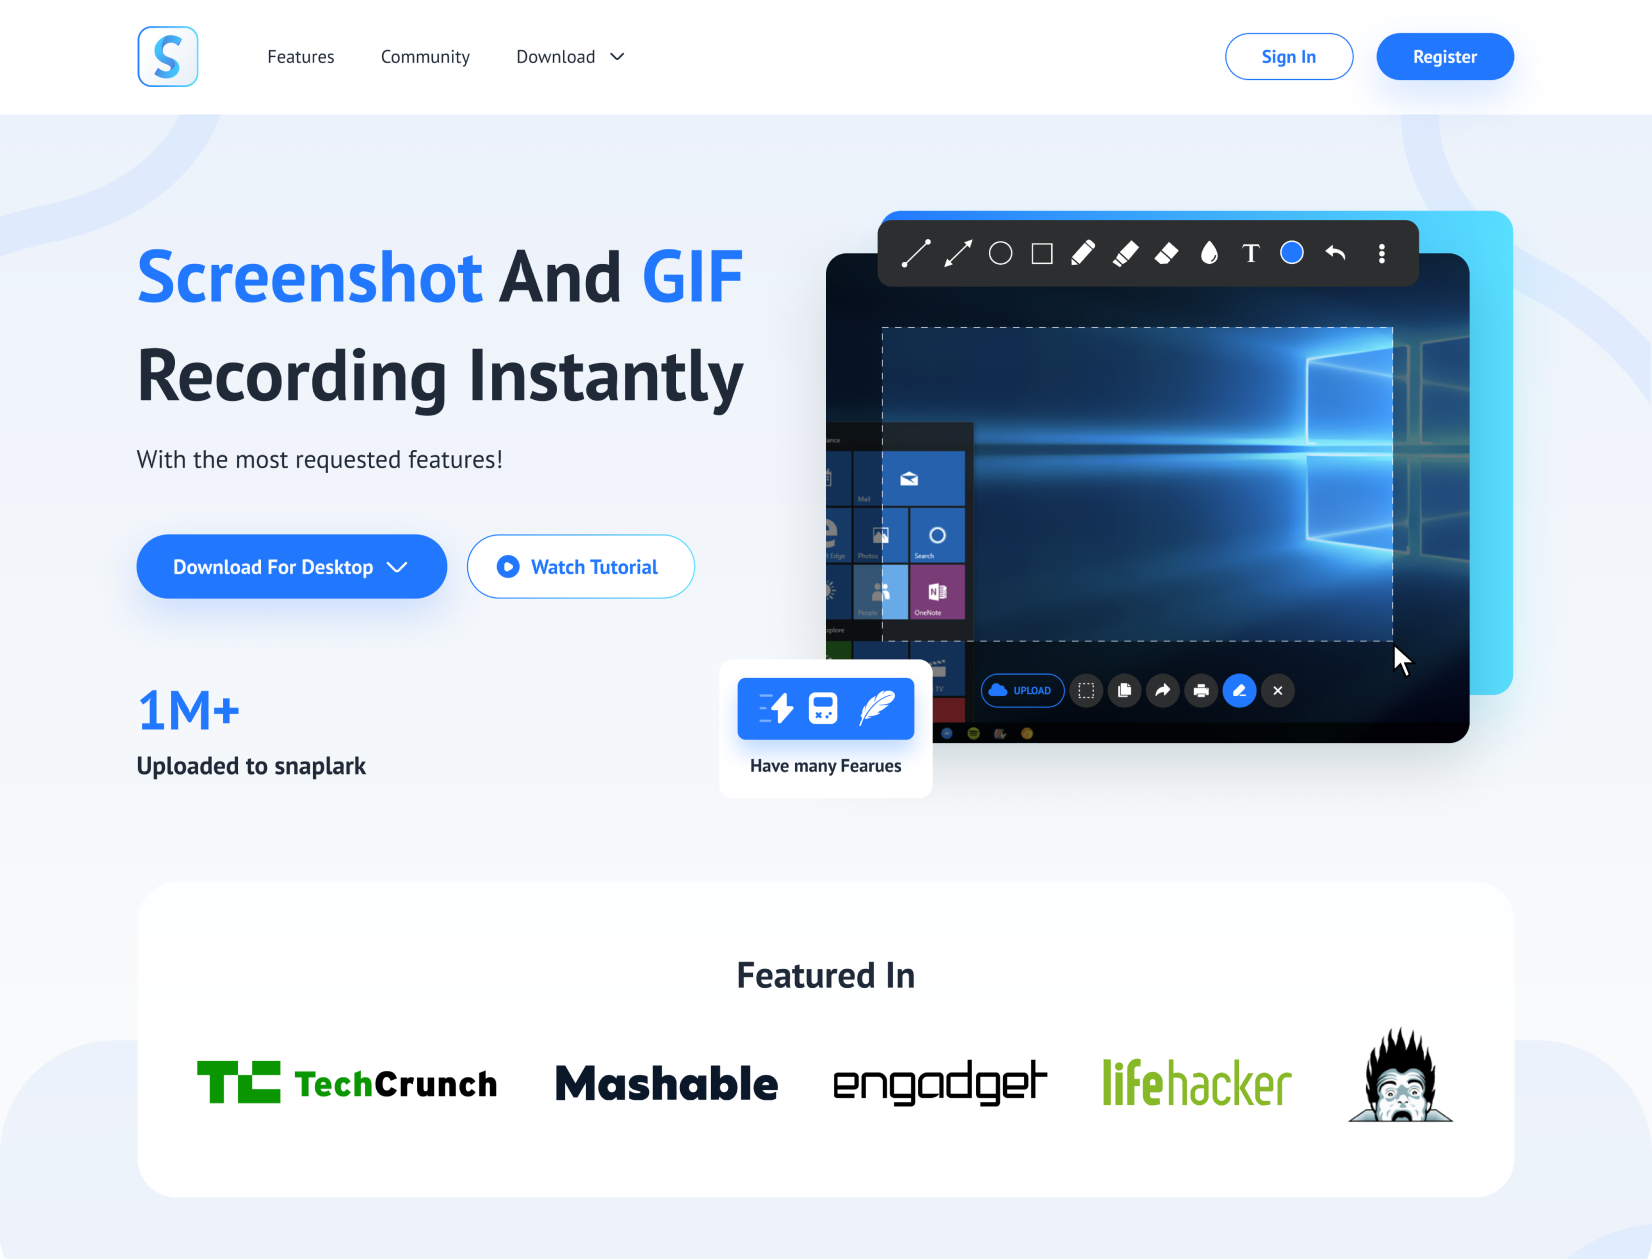 S
Features
Community
Download
Sign In
Register
Screenshot And GIF
Recording Instantly
With the most requested features!
Download For Desktop
Watch Tutorial
1M+
Uploaded to snaplark
T
Mail
Edge
Photos
Search
People
OneNote
N
TV
UPLOAD
Have many Fearues
Featured In
TC TechCrunch
Mashable
engadget
lifehacker